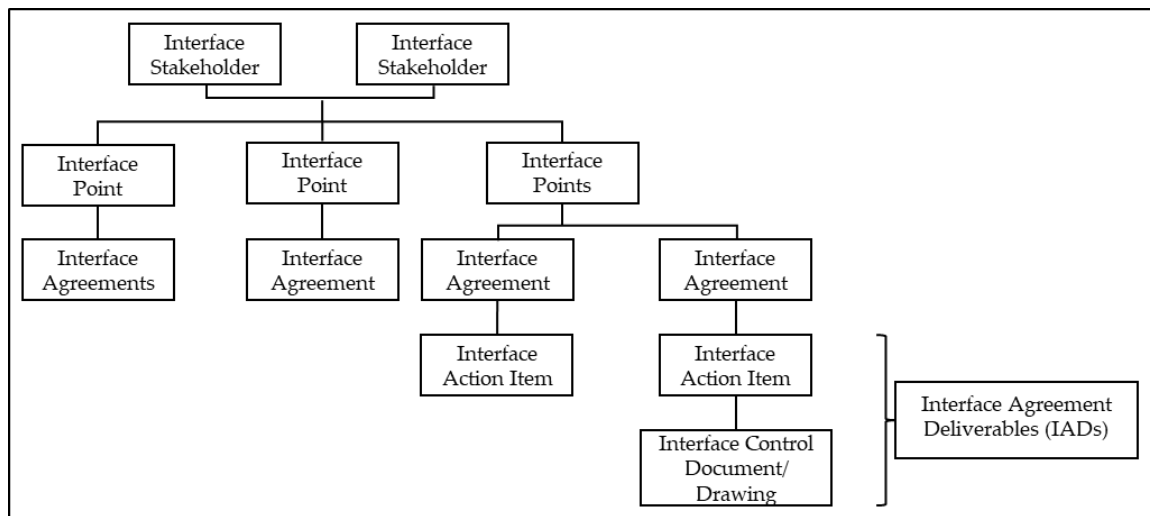 Interface
Stakeholder
Interface
Stakeholder
Interface
Point
Interface
Point
Interface
Points
Interface
Agreements
Interface
Agreement
Interface
Agreement
Interface
Agreement
Interface
Action Item
Interface
Action Item
Interface Agreement
Deliverables (IADs)
Interface Control
Document/
Drawing